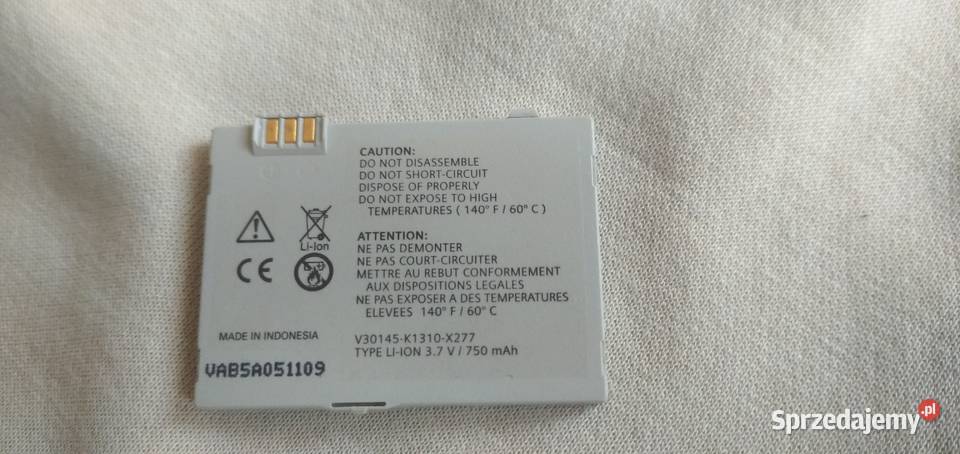 CAUTION:
DO NOT DISASSEMBLE
DO NOT SHORT-CIRCUIT
DISPOSE OF PROPERLY
DO NOT EXPOSE TO HIGH
TEMPERATURES ( 140° F / 60° C )
Li-Ion
CE
ATTENTION:
NE PAS DEMONTER
NE PAS COURT-CIRCUITER
METTRE AU REBUT CONFORMEMENT
AUX DISPOSITIONS LEGALES
NE PAS EXPOSER A DES TEMPERATURES
ELEVEES 140° F / 60° C
MADE IN INDONESIA
VAB5A051109
V30145-K1310-X277
TYPE LI-ION 3.7 V / 750 mAh
Sprzedajemy.pl